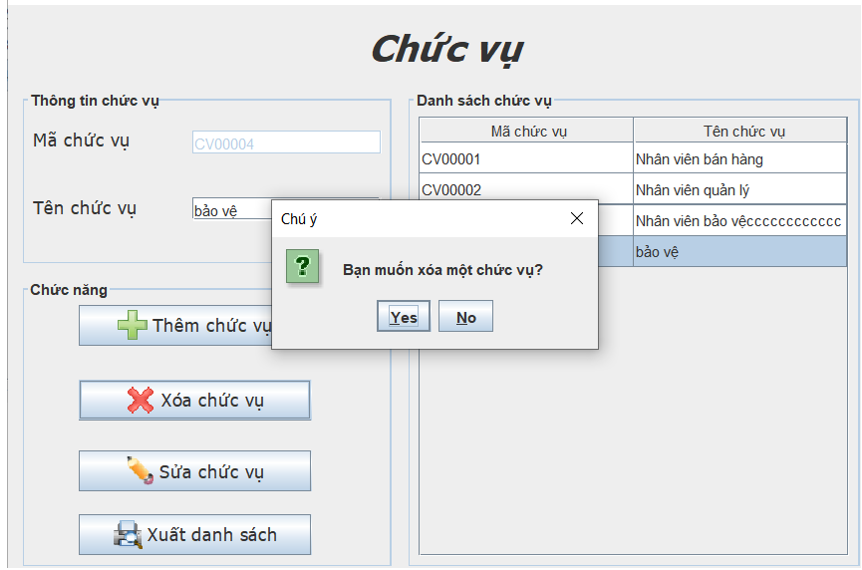 Chức vụ
Thông tin chức vụ
Mã chức vụ
CV00004
Tên chức vụ
bảo vệ
Chức năng
Thêm chức vụ
Xóa chức vụ
Sửa chức vụ
Xuất danh sách
Danh sách chức vụ
Mã chức vụ Tên chức vụ
CV00001 Nhân viên bán hàng
CV00002 Nhân viên quản lý
Nhân viên bảo vệcccccccccccc
bảo vệ
Chú ý
Bạn muốn xóa một chức vụ?
Yes No